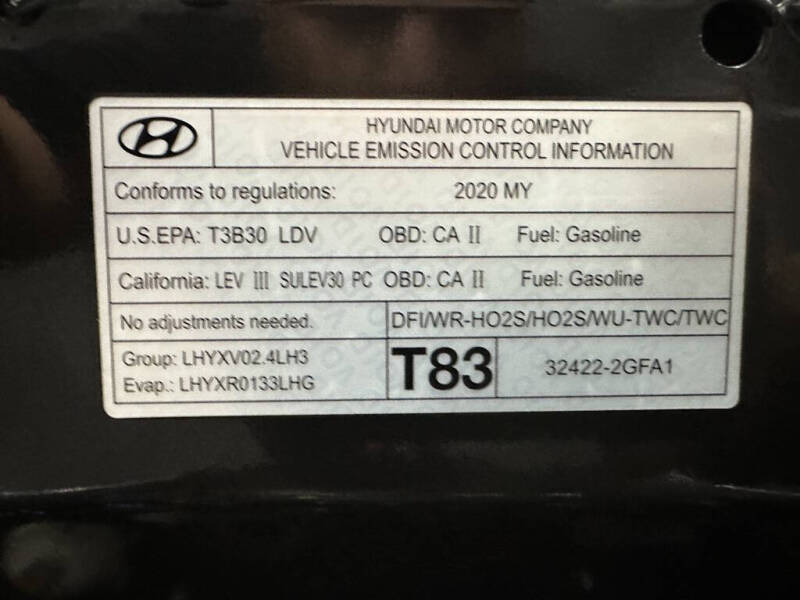 HYUNDAI MOTOR COMPANY
VEHICLE EMISSION CONTROL INFORMATION
Conforms to regulations: 2020 MY
U.S.EPA: T3B30 LDV OBD: CA II Fuel: Gasoline
California: LEV III SULEV30 PC OBD: CA II Fuel: Gasoline
No adjustments needed. DFI/WR-HO2S/HO2S/WU-TWC/TWC
Group: LHYXV02.4LH3
Evap.: LHYXR0133LHG
T83
32422-2GFA1